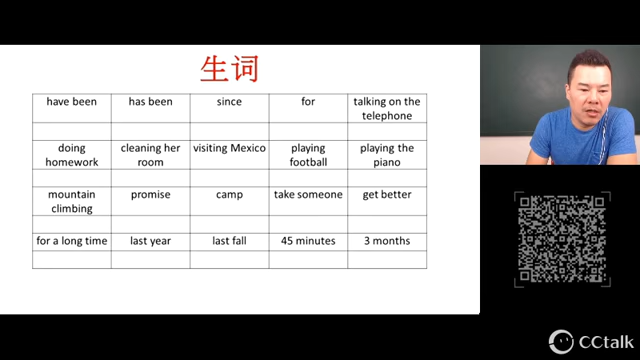 生词
have been has been since for talking on the
telephone
doing cleaning her visiting Mexico playing playing the
homework room football piano
mountain promise camp take someone get better
climbing
for a long time last year last fall 45 minutes 3 months
CCtalk